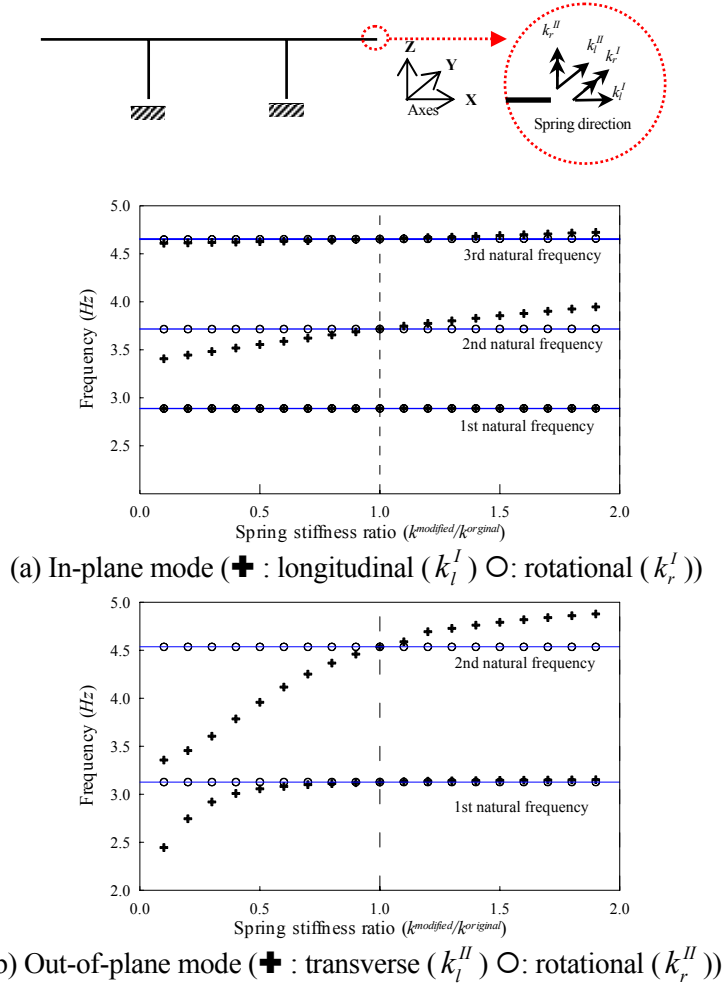 Z
Y
X
Axes
k_r^{II}
k_l^{II}
k_r^{I}
k_l^{I}
Spring direction
5.0
4.5
4.0
3.5
3.0
2.5
Frequency (Hz)
3rd natural frequency
2nd natural frequency
1st natural frequency
0.0 0.5 1.0 1.5 2.0
Spring stiffness ratio (k^{modified}/k^{orginal})
(a) In-plane mode (✚ : longitudinal (k_l^I) O: rotational (k_r^I))
5.0
4.5
4.0
3.5
3.0
2.5
2.0
Frequency (Hz)
2nd natural frequency
1st natural frequency
0.0 0.5 1.0 1.5 2.0
Spring stiffness ratio (k^{modified}/k^{original})
) Out-of-plane mode (✚ : transverse (k_l^{II}) O: rotational (k_r^{II}))